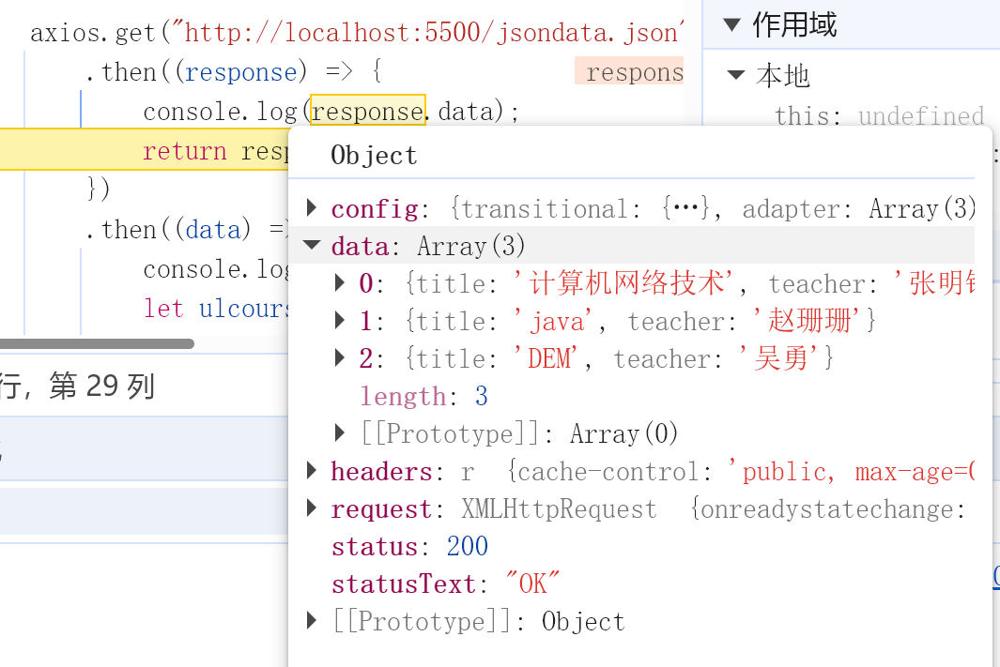 axios.get("http://localhost:5500/jsondata.json"
.then((response) => { respons
console.log(response.data);
return resp
})
.then((data) =>
console.log
let ulcours
行，第 29 列
作用域
本地
this: undefined
Object
config: {transitional: {…}, adapter: Array(3)
data: Array(3)
0: {title: '计算机网络技术', teacher: '张明
1: {title: 'java', teacher: '赵珊珊'}
2: {title: 'DEM', teacher: '吴勇'}
length: 3
[[Prototype]]: Array(0)
headers: r {cache-control: 'public, max-age=0
request: XMLHttpRequest {onreadystatechange:
status: 200
statusText: "OK"
[[Prototype]]: Object